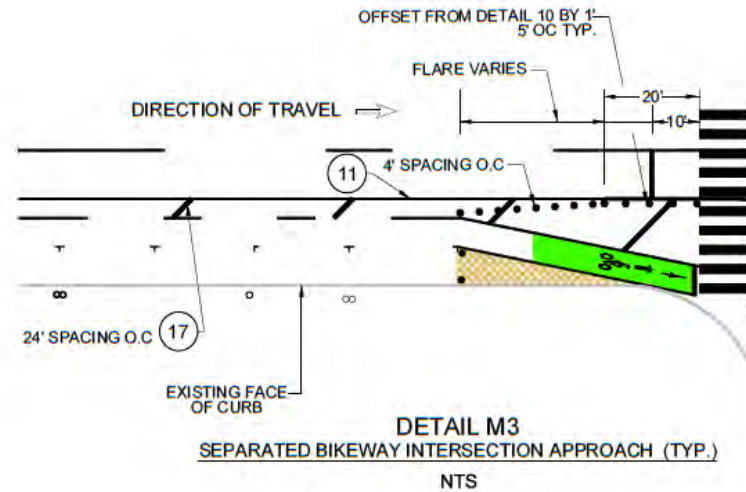 OFFSET FROM DETAIL 10 BY 1'
5' OC TYP.
FLARE VARIES
20'
10'
DIRECTION OF TRAVEL
11
4' SPACING O,C
24' SPACING O.C
17
EXISTING FACE
OF CURB
DETAIL M3
SEPARATED BIKEWAY INTERSECTION APPROACH (TYP.)
NTS